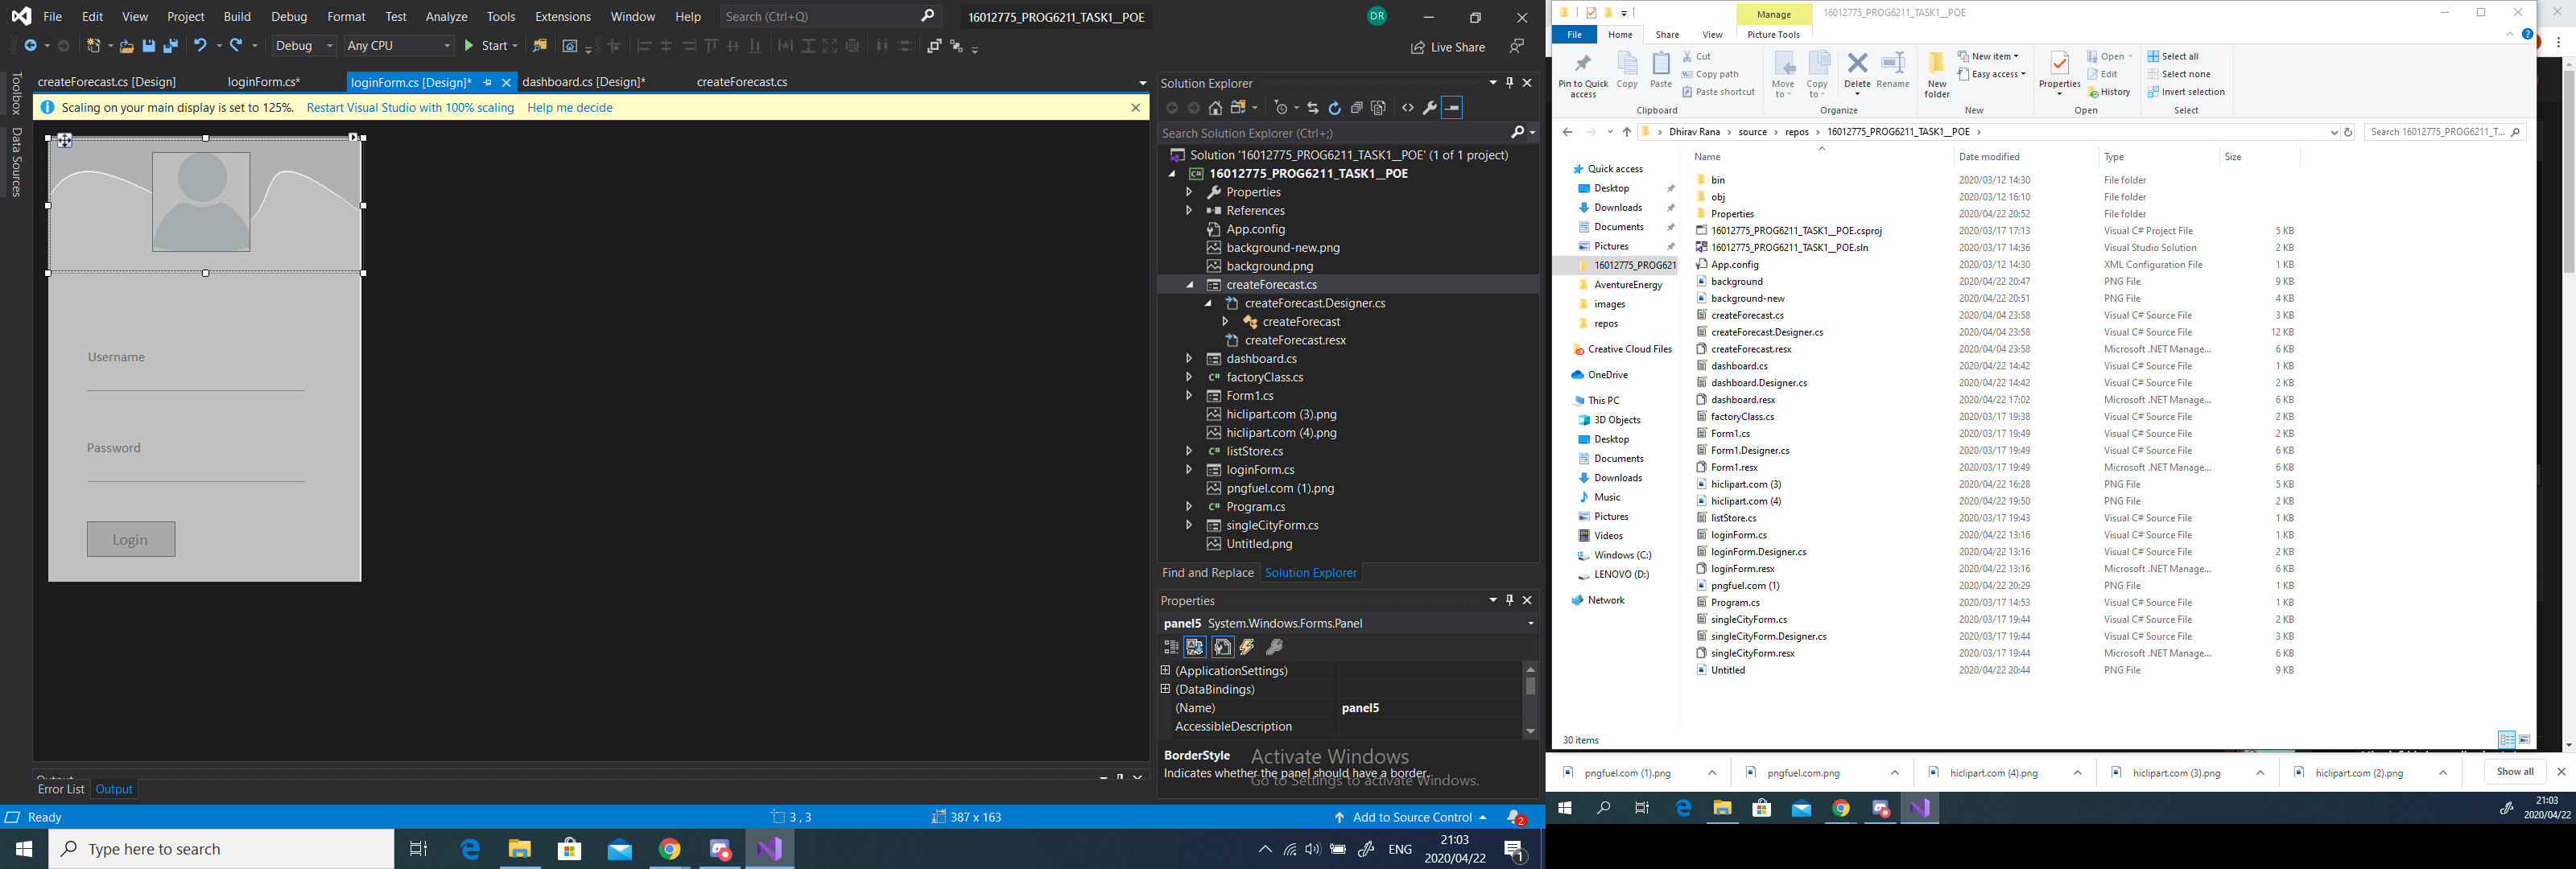 File Edit View Project Build Debug Format Test Analyze Tools Extensions Window Help Search (Ctrl+Q) 16012775_PROG6211_TASK1__POE DR
Debug Any CPU Start Live Share
createForecast.cs [Design] loginForm.cs* loginForm.cs [Design]* dashboard.cs [Design]* createForecast.cs
Scaling on your main display is set to 125%. Restart Visual Studio with 100% scaling Help me decide
Toolbox
Data Sources
Username
Password
Login
Output
Error List Output
Solution Explorer
Search Solution Explorer (Ctrl+;)
Solution '16012775_PROG6211_TASK1__POE' (1 of 1 project)
16012775_PROG6211_TASK1__POE
Properties
References
App.config
background-new.png
background.png
createForecast.cs
createForecast.Designer.cs
createForecast
createForecast.resx
dashboard.cs
factoryClass.cs
Form1.cs
hiclipart.com (3).png
hiclipart.com (4).png
listStore.cs
loginForm.cs
pngfuel.com (1).png
Program.cs
singleCityForm.cs
Untitled.png
Find and Replace Solution Explorer
Properties
panel5 System.Windows.Forms.Panel
(ApplicationSettings)
(DataBindings)
(Name) panel5
AccessibleDescription
BorderStyle
Indicates whether the panel should have a border.
Activate Windows
Go to Settings to activate Windows.
Ready 3 , 3 387 x 163 Add to Source Control 2
Type here to search ENG 21:03 2020/04/22 1
Manage 16012775_PROG6211_TASK1__POE
File Home Share View Picture Tools
Pin to Quick access Copy Paste Cut Copy path Paste shortcut Move to Copy to Delete Rename New folder New item Easy access Properties Open Edit History Select all Select none Invert selection
Clipboard Organize New Open Select
Dhirav Rana › source › repos › 16012775_PROG6211_TASK1__POE › Search 16012775_PROG6211_T...
Quick access
Desktop
Downloads
Documents
Pictures
16012775_PROG621
AventureEnergy
images
repos
Creative Cloud Files
OneDrive
This PC
3D Objects
Desktop
Documents
Downloads
Music
Pictures
Videos
Windows (C:)
LENOVO (D:)
Network
Name Date modified Type Size
bin 2020/03/12 14:30 File folder
obj 2020/03/12 16:10 File folder
Properties 2020/04/22 20:52 File folder
16012775_PROG6211_TASK1__POE.csproj 2020/03/17 17:13 Visual C# Project File 5 KB
16012775_PROG6211_TASK1__POE.sln 2020/03/17 14:36 Visual Studio Solution 2 KB
App.config 2020/03/12 14:30 XML Configuration File 1 KB
background 2020/04/22 20:47 PNG File 9 KB
background-new 2020/04/22 20:51 PNG File 4 KB
createForecast.cs 2020/04/04 23:58 Visual C# Source File 3 KB
createForecast.Designer.cs 2020/04/04 23:58 Visual C# Source File 12 KB
createForecast.resx 2020/04/04 23:58 Microsoft .NET Manage... 6 KB
dashboard.cs 2020/04/22 14:42 Visual C# Source File 1 KB
dashboard.Designer.cs 2020/04/22 14:42 Visual C# Source File 2 KB
dashboard.resx 2020/04/22 17:02 Microsoft .NET Manage... 6 KB
factoryClass.cs 2020/03/17 19:38 Visual C# Source File 2 KB
Form1.cs 2020/03/17 19:49 Visual C# Source File 2 KB
Form1.Designer.cs 2020/03/17 19:49 Visual C# Source File 6 KB
Form1.resx 2020/03/17 19:49 Microsoft .NET Manage... 6 KB
hiclipart.com (3) 2020/04/22 16:28 PNG File 5 KB
hiclipart.com (4) 2020/04/22 19:50 PNG File 2 KB
listStore.cs 2020/03/17 19:43 Visual C# Source File 1 KB
loginForm.cs 2020/04/22 13:16 Visual C# Source File 1 KB
loginForm.Designer.cs 2020/04/22 13:16 Visual C# Source File 2 KB
loginForm.resx 2020/04/22 13:16 Microsoft .NET Manage... 6 KB
pngfuel.com (1) 2020/04/22 20:29 PNG File 1 KB
Program.cs 2020/03/17 14:53 Visual C# Source File 1 KB
singleCityForm.cs 2020/03/17 19:44 Visual C# Source File 2 KB
singleCityForm.Designer.cs 2020/03/17 19:44 Visual C# Source File 3 KB
singleCityForm.resx 2020/03/17 19:44 Microsoft .NET Manage... 6 KB
Untitled 2020/04/22 20:44 PNG File 9 KB
30 items
pngfuel.com (1).png pngfuel.com.png hiclipart.com (4).png hiclipart.com (3).png hiclipart.com (2).png Show all
21:03
2020/04/22